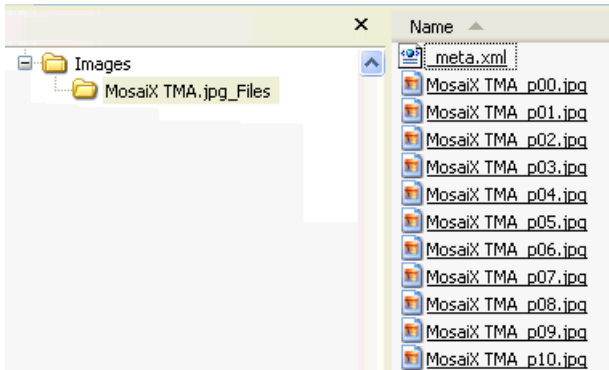 Images
MosaiX TMA.jpg_Files
Name
_meta.xml
MosaiX TMA_p00.jpg
MosaiX TMA_p01.jpg
MosaiX TMA_p02.jpg
MosaiX TMA_p03.jpg
MosaiX TMA_p04.jpg
MosaiX TMA_p05.jpg
MosaiX TMA_p06.jpg
MosaiX TMA_p07.jpg
MosaiX TMA_p08.jpg
MosaiX TMA_p09.jpg
MosaiX TMA_p10.jpg